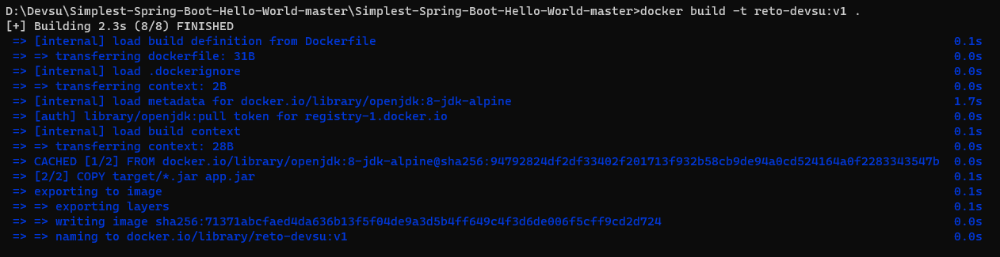 D:\Devsu\Simplest-Spring-Boot-Hello-World-master\Simplest-Spring-Boot-Hello-World-master>docker build -t reto-devsu:v1 .
[+] Building 2.3s (8/8) FINISHED
=> [internal] load build definition from Dockerfile 0.1s
=> => transferring dockerfile: 31B 0.0s
=> [internal] load .dockerignore 0.0s
=> => transferring context: 2B 0.0s
=> [internal] load metadata for docker.io/library/openjdk:8-jdk-alpine 1.7s
=> [auth] library/openjdk:pull token for registry-1.docker.io 0.0s
=> [internal] load build context 0.1s
=> => transferring context: 28B 0.0s
=> CACHED [1/2] FROM docker.io/library/openjdk:8-jdk-alpine@sha256:94792824df2df33402f201713f932b58cb9de94a0cd524164a0f2283343547b 0.0s
=> [2/2] COPY target/*.jar app.jar 0.1s
=> exporting to image 0.1s
=> => exporting layers 0.1s
=> => writing image sha256:71371abcfaed4da636b13f5f04de9a3d5b4ff649c4f3d6de006f5cff9cd2d724 0.0s
=> => naming to docker.io/library/reto-devsu:v1 0.0s